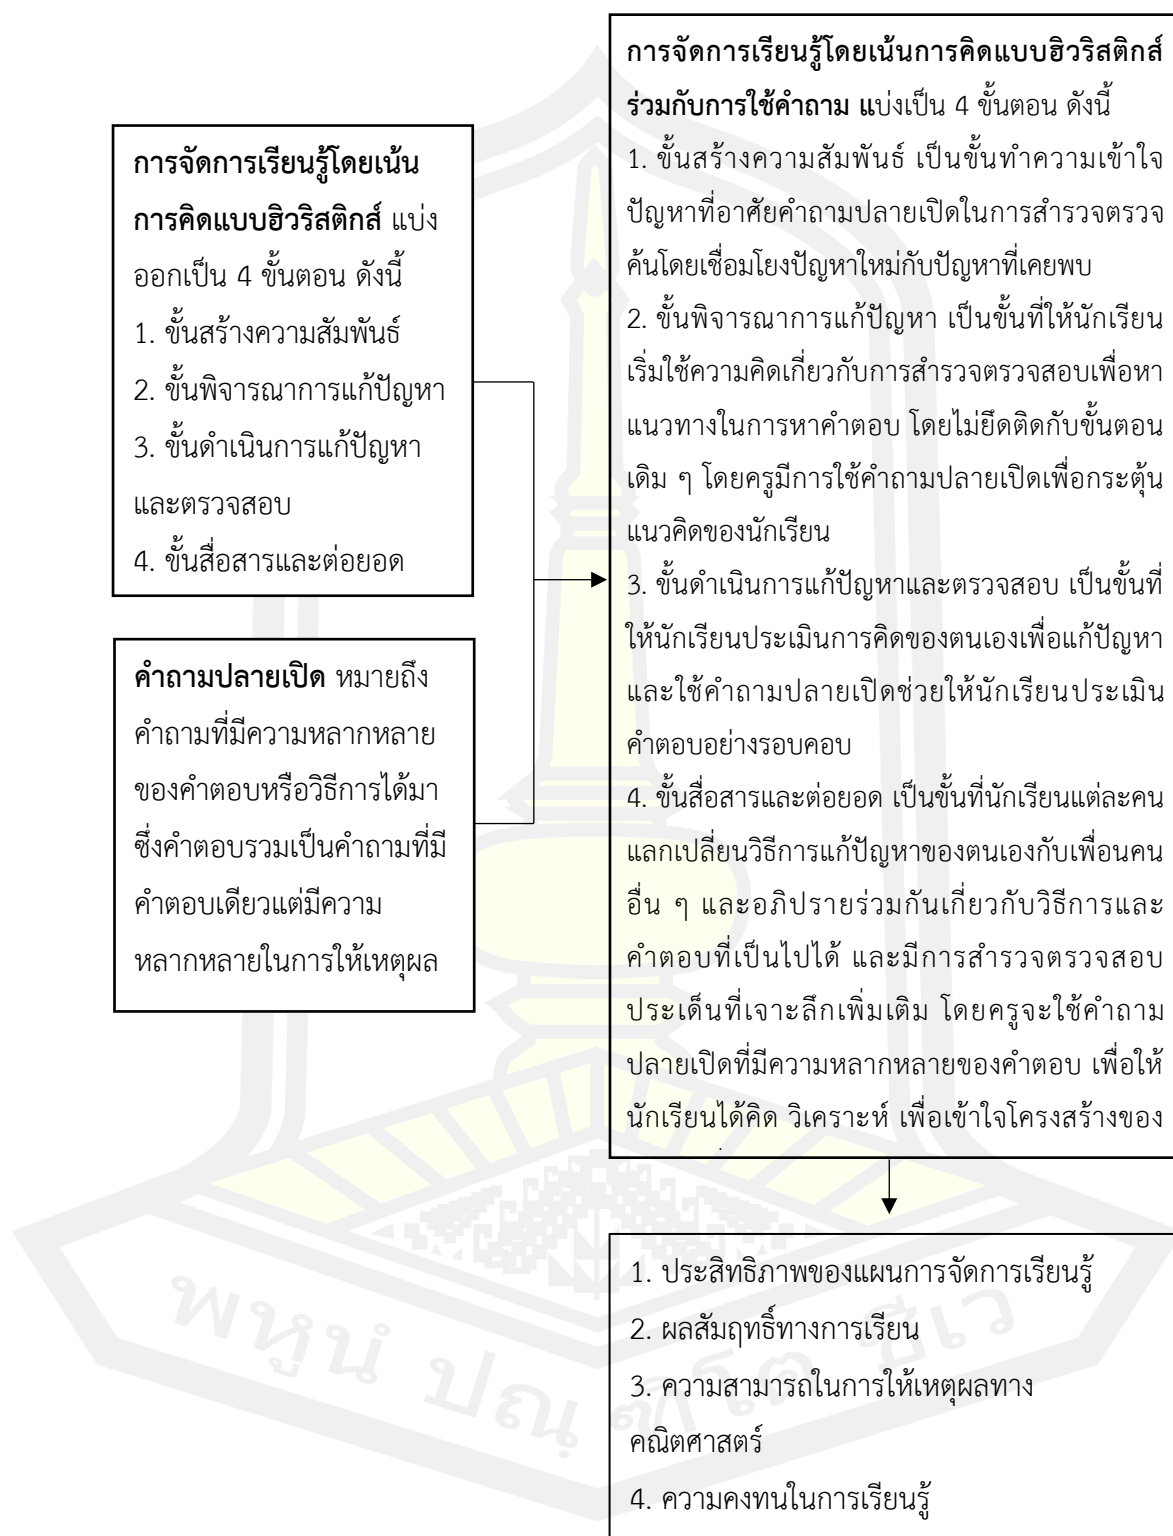 การจัดการเรียนรู้โดยเน้น
การคิดแบบฮิวริสติกส์ แบ่ง
ออกเป็น 4 ขั้นตอน ดังนี้
1. ขั้นสร้างความสัมพันธ์
2. ขั้นพิจารณาการแก้ปัญหา
3. ขั้นดำเนินการแก้ปัญหา
และตรวจสอบ
4. ขั้นสื่อสารและต่อยอด
คำถามปลายเปิด หมายถึง
คำถามที่มีความหลากหลาย
ของคำตอบหรือวิธีการได้มา
ซึ่งคำตอบรวมเป็นคำถามที่มี
คำตอบเดียวแต่มีความ
หลากหลายในการให้เหตุผล
การจัดการเรียนรู้โดยเน้นการคิดแบบฮิวริสติกส์
ร่วมกับการใช้คำถาม แบ่งเป็น 4 ขั้นตอน ดังนี้
1. ขั้นสร้างความสัมพันธ์ เป็นขั้นทำความเข้าใจ
ปัญหาที่อาศัยคำถามปลายเปิดในการสำรวจตรวจ
ค้นโดยเชื่อมโยงปัญหาใหม่กับปัญหาที่เคยพบ
2. ขั้นพิจารณาการแก้ปัญหา เป็นขั้นที่ให้นักเรียน
เริ่มใช้ความคิดเกี่ยวกับการสำรวจตรวจสอบเพื่อหา
แนวทางในการหาคำตอบ โดยไม่ยึดติดกับขั้นตอน
เดิม ๆ โดยครูมีการใช้คำถามปลายเปิดเพื่อกระตุ้น
แนวคิดของนักเรียน
3. ขั้นดำเนินการแก้ปัญหาและตรวจสอบ เป็นขั้นที่
ให้นักเรียนประเมินการคิดของตนเองเพื่อแก้ปัญหา
และใช้คำถามปลายเปิดช่วยให้นักเรียนประเมิน
คำตอบอย่างรอบคอบ
4. ขั้นสื่อสารและต่อยอด เป็นขั้นที่นักเรียนแต่ละคน
แลกเปลี่ยนวิธีการแก้ปัญหาของตนเองกับเพื่อนคน
อื่น ๆ และอภิปรายร่วมกันเกี่ยวกับวิธีการและ
คำตอบที่เป็นไปได้ และมีการสำรวจตรวจสอบ
ประเด็นที่เจาะลึกเพิ่มเติม โดยครูจะใช้คำถาม
ปลายเปิดที่มีความหลากหลายของคำตอบ เพื่อให้
นักเรียนได้คิด วิเคราะห์ เพื่อเข้าใจโครงสร้างของ
1. ประสิทธิภาพของแผนการจัดการเรียนรู้
2. ผลสัมฤทธิ์ทางการเรียน
3. ความสามารถในการให้เหตุผลทาง
คณิตศาสตร์
4. ความคงทนในการเรียนรู้
พหูนํ ปณฺฑิโต ชีเว